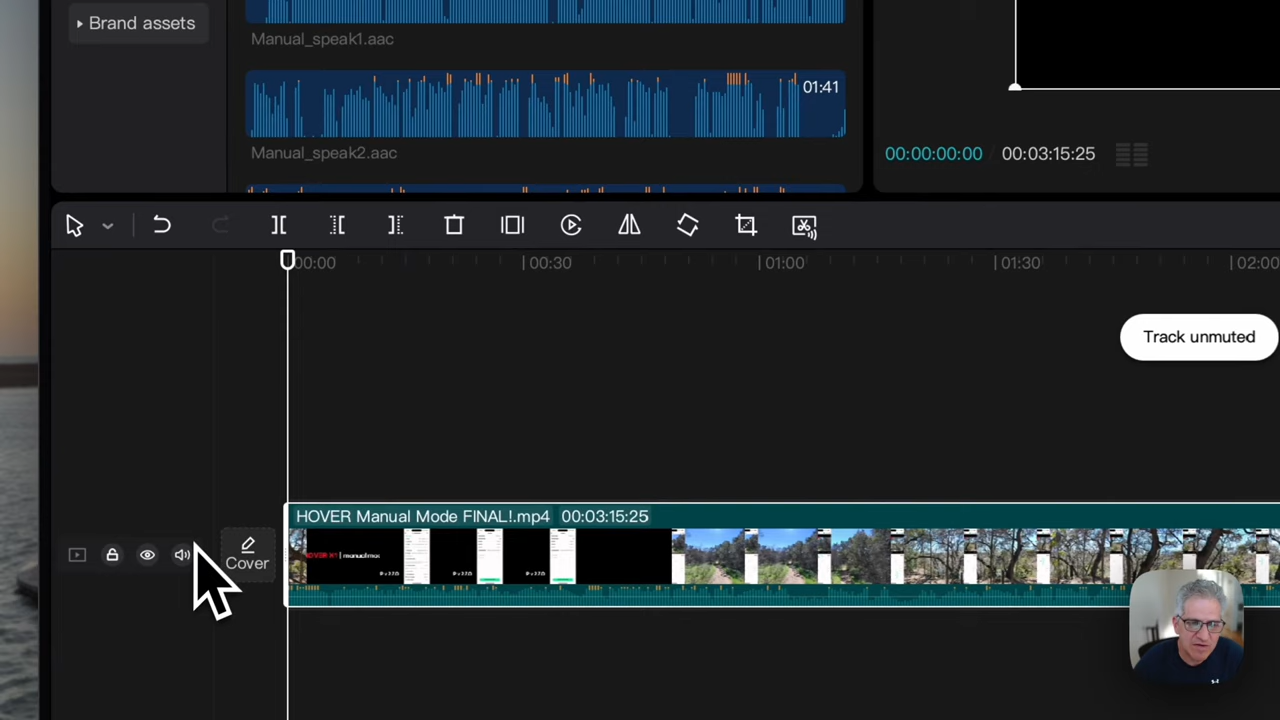 Brand assets
Manual_speak1.aac
01:41
Manual_speak2.aac
00:00:00:00 / 00:03:15:25
00:00 00:30 01:00 01:30 02:00
Track unmuted
HOVER Manual Mode FINAL!.mp4 00:03:15:25
Cover